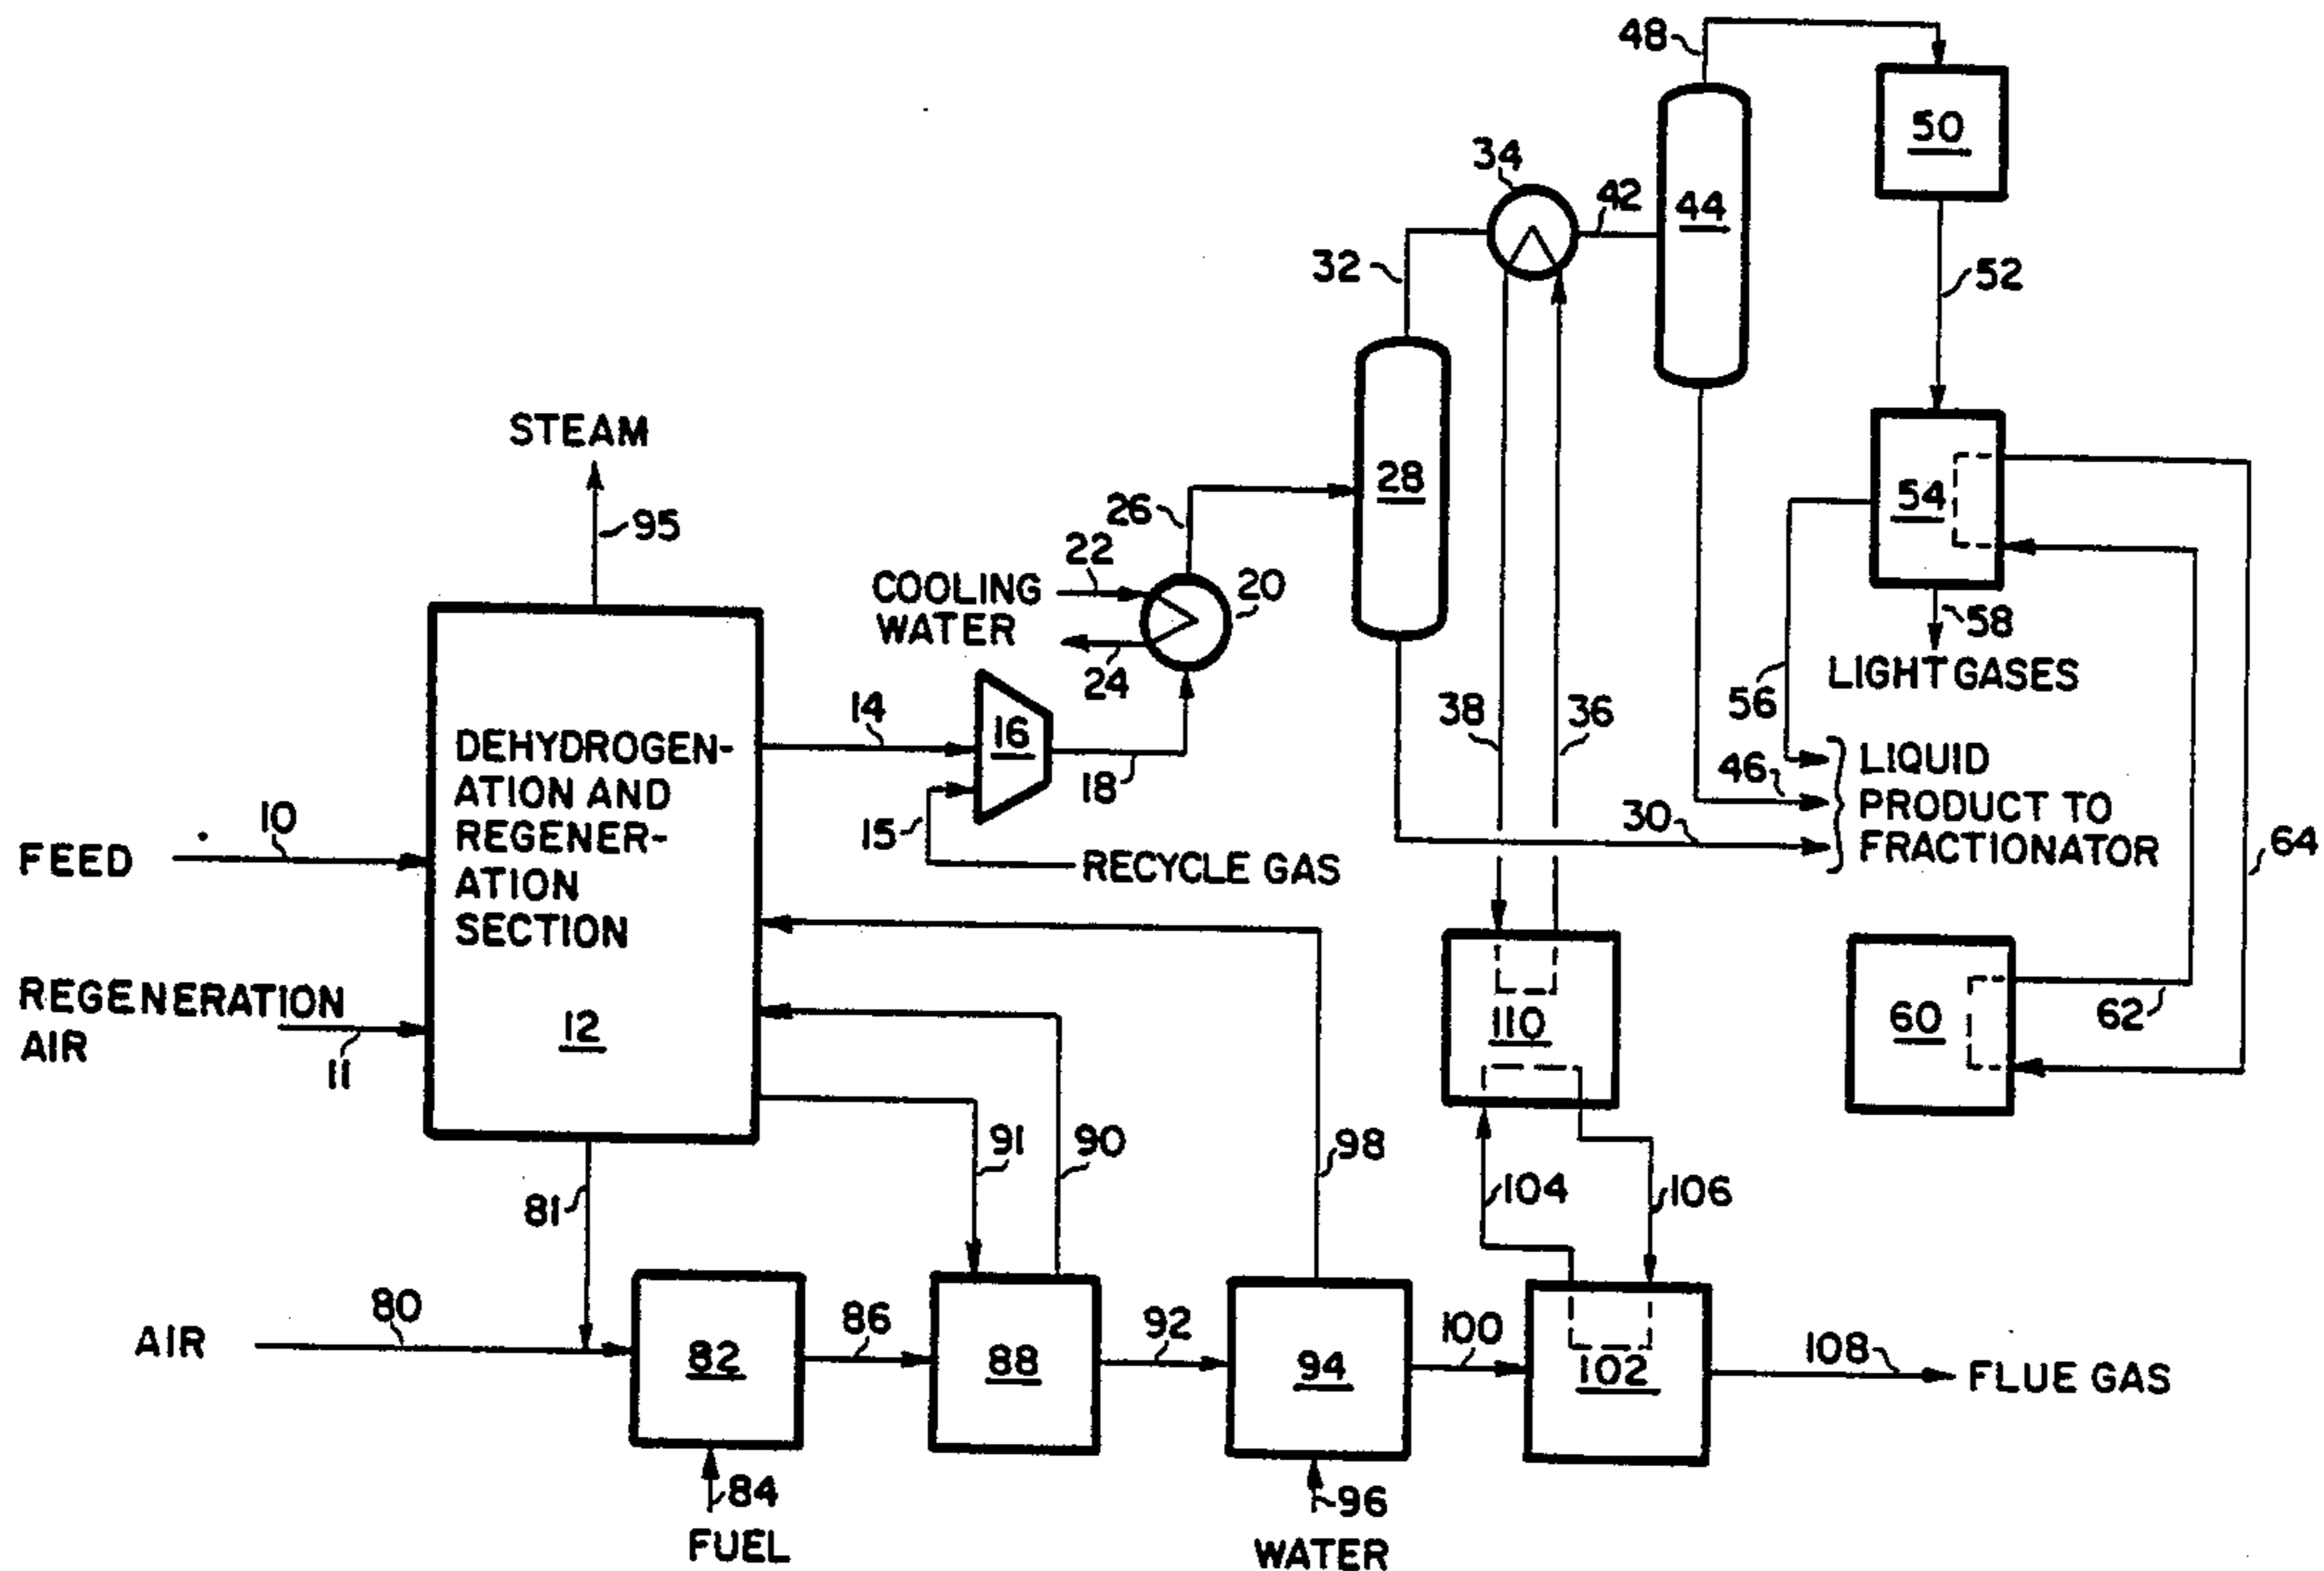 48
50
34
42
44
32
52
STEAM
28
54
95
26
22
COOLING
WATER
20
24
58
LIGHT GASES
56
14
16
38
36
DEHYDROGEN-
ATION AND
REGENER-
ATION
SECTION
12
18
46
LIQUID
PRODUCT TO
FRACTIONATOR
10
FEED
15
RECYCLE GAS
30
64
REGENERATION
AIR
11
110
60
62
91
90
98
81
104
106
80
AIR
82
86
88
92
94
100
102
108
FLUE GAS
84
FUEL
96
WATER